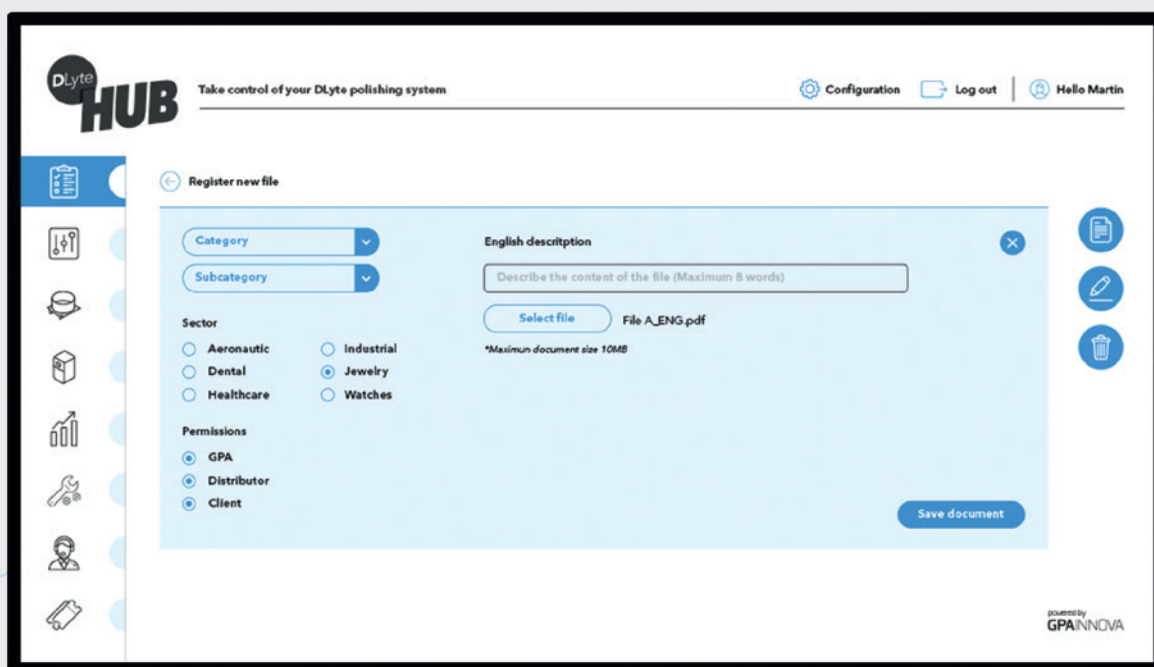 DLyte
HUB
Take control of your DLyte polishing system
Configuration
Log out
Hello Martin
Register new file
Category
Subcategory
Sector
Aeronautic
Industrial
Dental
Jewelry
Healthcare
Watches
Permissions
GPA
Distributor
Client
English descritption
Describe the content of the file (Maximum 8 words)
Select file
File A_ENG.pdf
*Maximun document size 10MB
Save document
powered by
GPAINNOVA